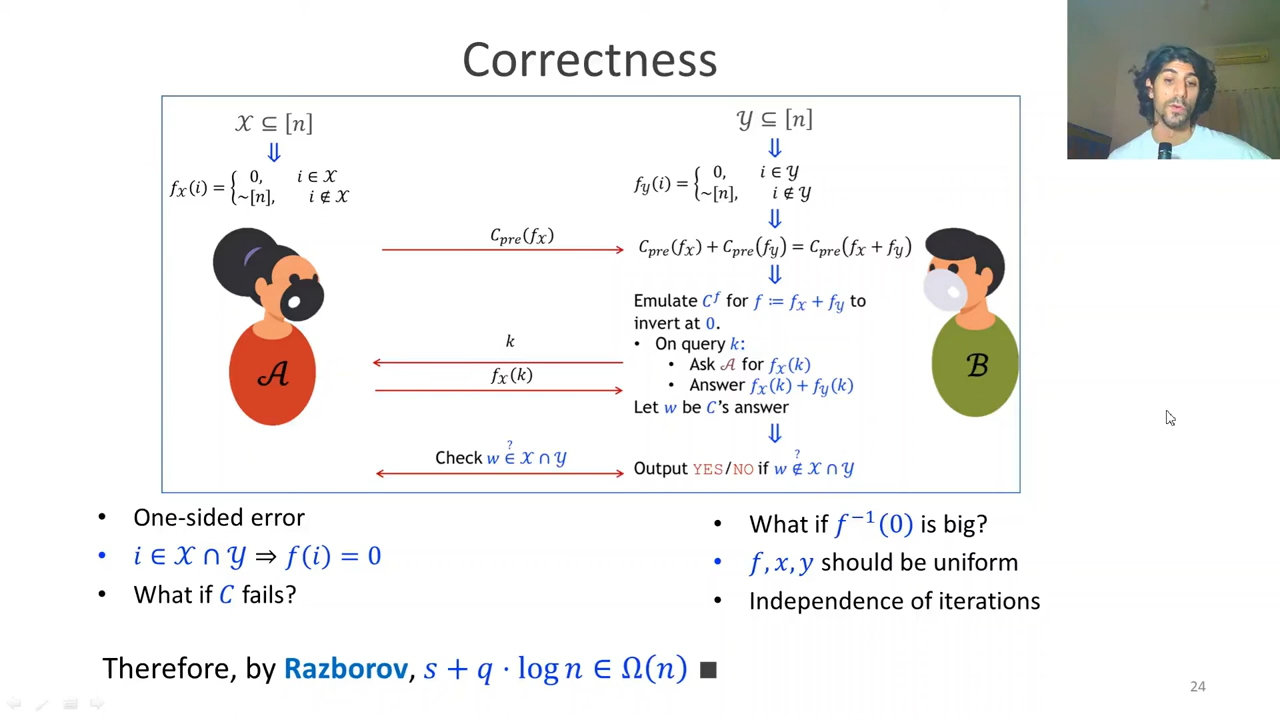 Correctness
𝒳 ⊆ [n]
⇓
f_X(i) = { 0, i ∈ 𝒳
~[n], i ∉ 𝒳
C_pre(f_X)
k
f_X(k)
Check w ∈? 𝒳 ∩ 𝒴
𝒜
𝒴 ⊆ [n]
⇓
f_y(i) = { 0, i ∈ 𝒴
~[n], i ∉ 𝒴
⇓
C_pre(f_X) + C_pre(f_y) = C_pre(f_X + f_y)
⇓
Emulate C^f for f ≔ f_X + f_y to
invert at 0.
• On query k:
• Ask 𝒜 for f_X(k)
• Answer f_X(k) + f_y(k)
Let w be C's answer
⇓
Output YES/NO if w ∉? 𝒳 ∩ 𝒴
ℬ
• One-sided error
• i ∈ 𝒳 ∩ 𝒴 ⇒ f(i) = 0
• What if C fails?
• What if f⁻¹(0) is big?
• f, x, y should be uniform
• Independence of iterations
Therefore, by Razborov, s + q · log n ∈ Ω(n) ■
24